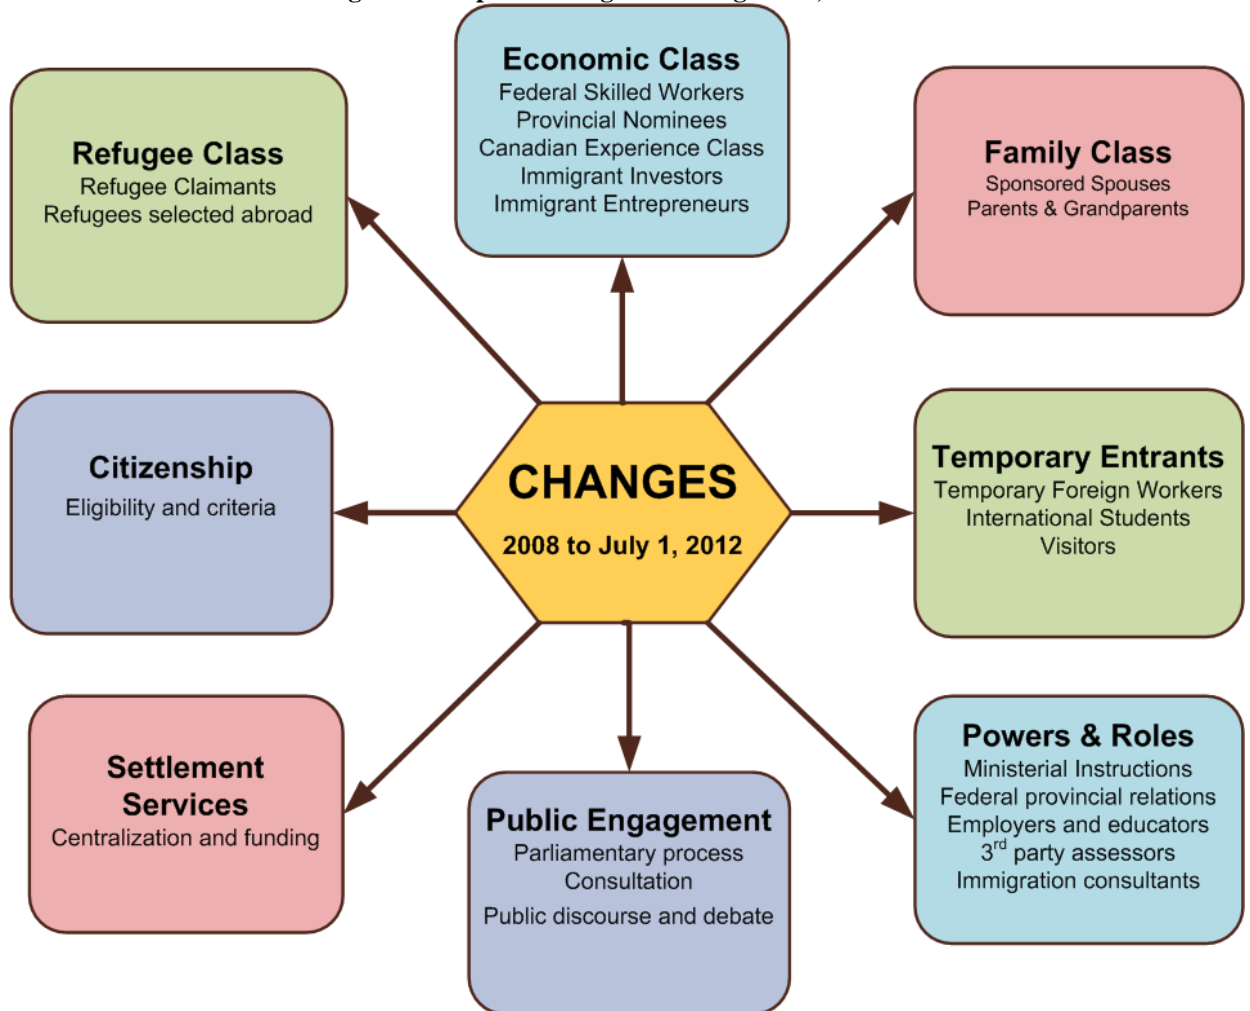 Economic Class
Federal Skilled Workers
Provincial Nominees
Canadian Experience Class
Immigrant Investors
Immigrant Entrepreneurs
Refugee Class
Refugee Claimants
Refugees selected abroad
Family Class
Sponsored Spouses
Parents & Grandparents
Citizenship
Eligibility and criteria
CHANGES
2008 to July 1, 2012
Temporary Entrants
Temporary Foreign Workers
International Students
Visitors
Settlement
Services
Centralization and funding
Public Engagement
Parliamentary process
Consultation
Public discourse and debate
Powers & Roles
Ministerial Instructions
Federal provincial relations
Employers and educators
3rd party assessors
Immigration consultants